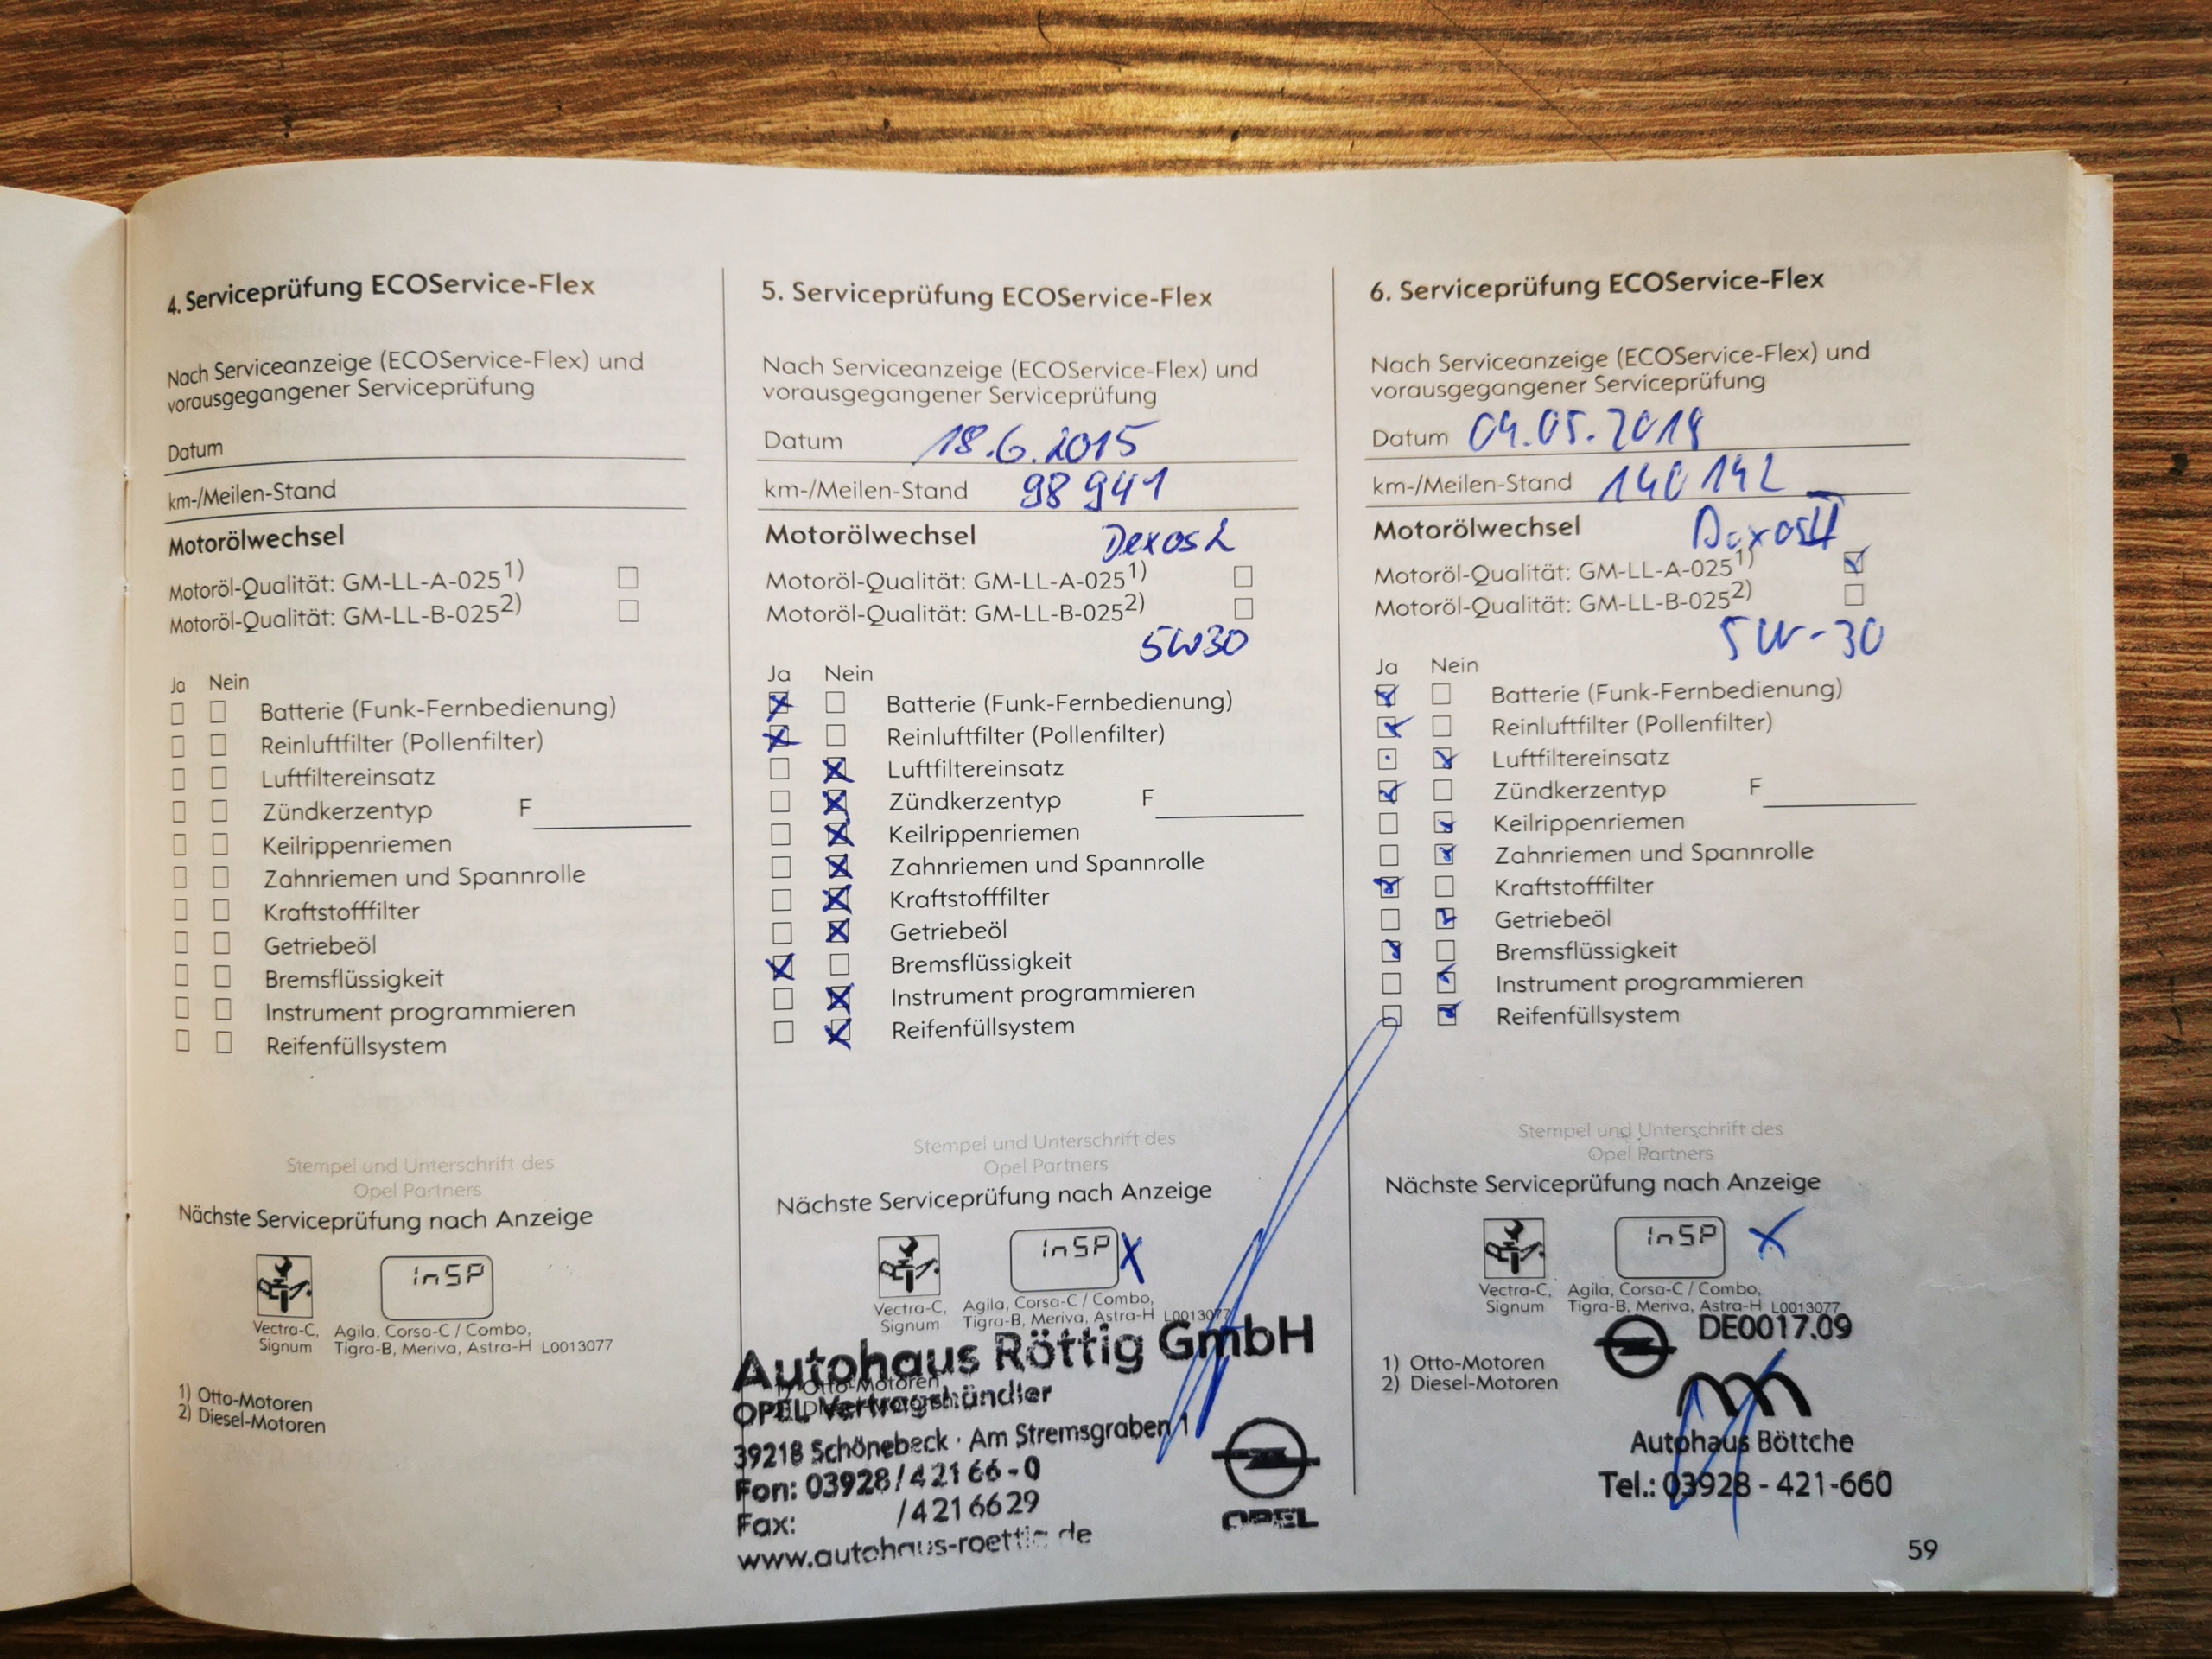 4. Serviceprüfung ECOService-Flex
Nach Serviceanzeige (ECOService-Flex) und
vorausgegangener Serviceprüfung
Datum
km-/Meilen-Stand
Motorölwechsel
Motoröl-Qualität: GM-LL-A-025 1)
Motoröl-Qualität: GM-LL-B-025 2)
Ja Nein
Batterie (Funk-Fernbedienung)
Reinluftfilter (Pollenfilter)
Luftfiltereinsatz
Zündkerzentyp F
Keilrippenriemen
Zahnriemen und Spannrolle
Kraftstofffilter
Getriebeöl
Bremsflüssigkeit
Instrument programmieren
Reifenfüllsystem
Stempel und Unterschrift des
Opel Partners
Nächste Serviceprüfung nach Anzeige
InSP
Vectra-C, Agila, Corsa-C / Combo,
Signum Tigra-B, Meriva, Astra-H L0013077
1) Otto-Motoren
2) Diesel-Motoren
5. Serviceprüfung ECOService-Flex
Nach Serviceanzeige (ECOService-Flex) und
vorausgegangener Serviceprüfung
Datum 18.6.2015
km-/Meilen-Stand 98 941
Motorölwechsel Dexos 2
Motoröl-Qualität: GM-LL-A-025 1)
Motoröl-Qualität: GM-LL-B-025 2)
5W30
Ja Nein
Batterie (Funk-Fernbedienung)
Reinluftfilter (Pollenfilter)
Luftfiltereinsatz
Zündkerzentyp F
Keilrippenriemen
Zahnriemen und Spannrolle
Kraftstofffilter
Getriebeöl
Bremsflüssigkeit
Instrument programmieren
Reifenfüllsystem
Stempel und Unterschrift des
Opel Partners
Nächste Serviceprüfung nach Anzeige
InSP X
Vectra-C, Agila, Corsa-C / Combo,
Signum Tigra-B, Meriva, Astra-H L0013077
Autohaus Röttig GmbH
1) Otto-Motoren
OPEL Vertragshändler
39218 Schönebeck · Am Stremsgraben 1
Fon: 03928/42166-0
Fax: /4216629
www.autohaus-roettig.de
OPEL
6. Serviceprüfung ECOService-Flex
Nach Serviceanzeige (ECOService-Flex) und
vorausgegangener Serviceprüfung
Datum 04.05.2018
km-/Meilen-Stand 140 142
Motorölwechsel Dexos II
Motoröl-Qualität: GM-LL-A-025 1)
Motoröl-Qualität: GM-LL-B-025 2)
5W-30
Ja Nein
Batterie (Funk-Fernbedienung)
Reinluftfilter (Pollenfilter)
Luftfiltereinsatz
Zündkerzentyp F
Keilrippenriemen
Zahnriemen und Spannrolle
Kraftstofffilter
Getriebeöl
Bremsflüssigkeit
Instrument programmieren
Reifenfüllsystem
Stempel und Unterschrift des
Opel Partners
Nächste Serviceprüfung nach Anzeige
InSP X
Vectra-C, Agila, Corsa-C / Combo,
Signum Tigra-B, Meriva, Astra-H L0013077
DE0017.09
1) Otto-Motoren
2) Diesel-Motoren
Autohaus Böttche
Tel.: 03928 - 421-660
59